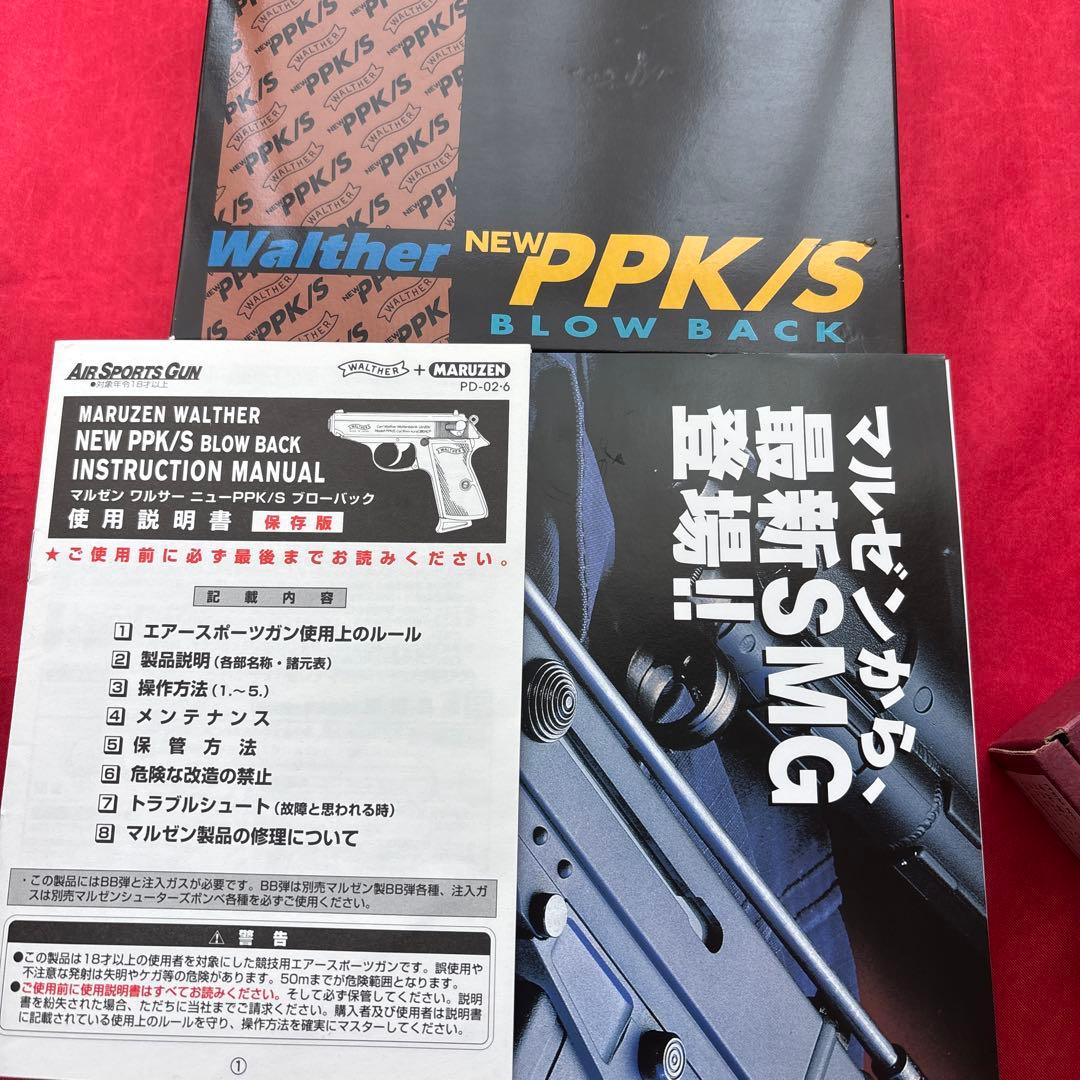 Walther NEW PPK/S
BLOW BACK
AIR SPORTS GUN
●対象年令18才以上
WALTHER + MARUZEN
PD-02・6
MARUZEN WALTHER
NEW PPK/S BLOW BACK
INSTRUCTION MANUAL
マルゼン ワルサー ニューPPK/S ブローバック
使用説明書 保存版
★ご使用前に必ず最後までお読みください。
記載内容
1 エアースポーツガン使用上のルール
2 製品説明(各部名称・諸元表)
3 操作方法(1.～5.)
4 メンテナンス
5 保管方法
6 危険な改造の禁止
7 トラブルシュート(故障と思われる時)
8 マルゼン製品の修理について
・この製品にはBB弾と注入ガスが必要です。BB弾は別売マルゼン製BB弾各種、注入ガ
スは別売マルゼンシューターズボンベ各種を必ずご使用ください。
⚠ 警告
●この製品は18才以上の使用者を対象にした競技用エアースポーツガンです。誤使用や
不注意な発射は失明やケガ等の危険があります。50mまでが危険範囲となります。
●ご使用前に使用説明書はすべてお読みください。そして必ず保管してください。説明
書を紛失された場合、ただちに当社までご請求ください。購入者及び使用者は説明書
に記載されている使用上のルールを守り、操作方法を確実にマスターしてください。
①
マルゼンから、
最新SMG
登場!!